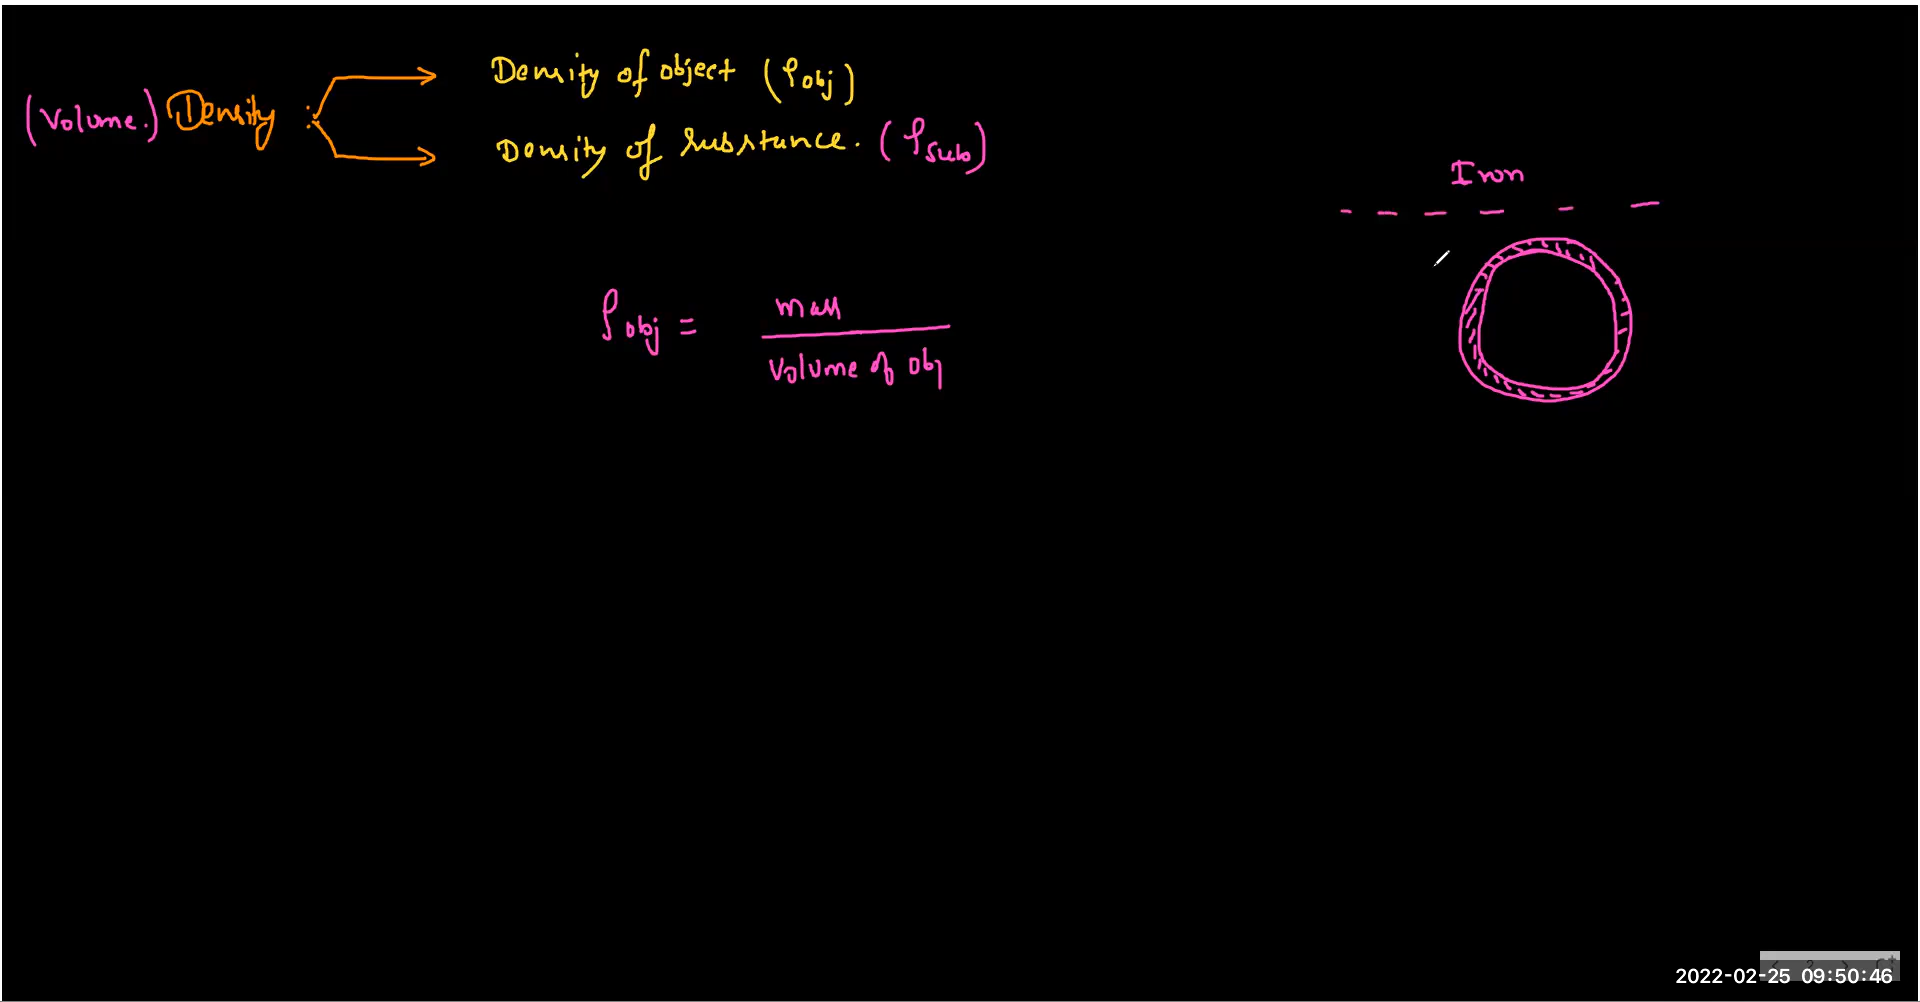 Density of object (ρobj)
(Volume.) Density :
Density of substance. (ρsub)
Iron
ρobj = mass
Volume of obj
2022-02-25 09:50:46